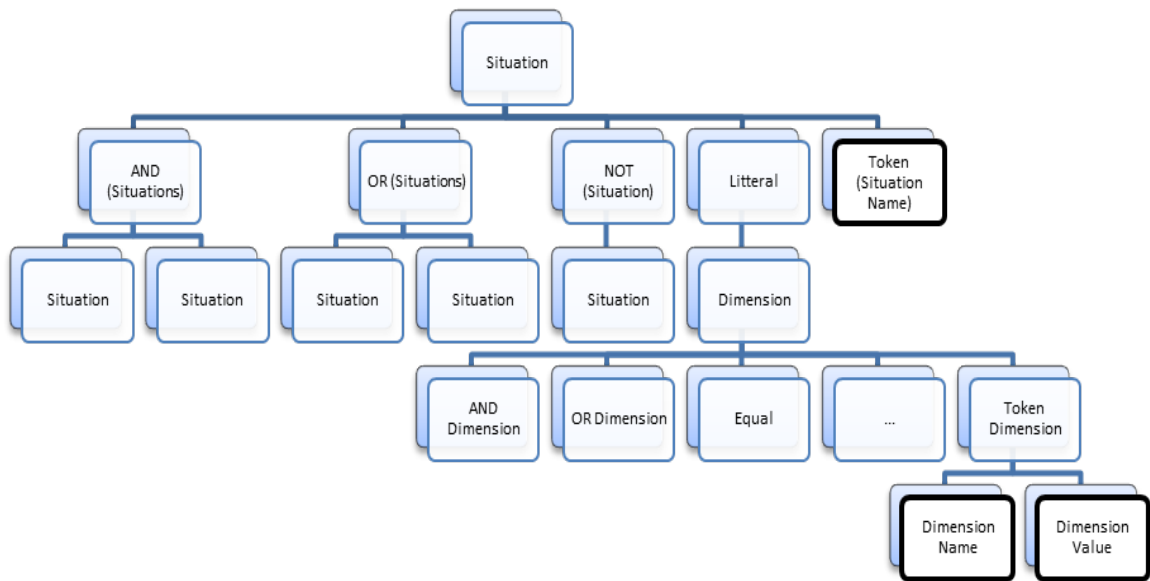 Situation
AND
(Situations)
OR (Situations)
NOT
(Situation)
Litteral
Token
(Situation
Name)
Situation
Situation
Situation
Situation
Situation
Dimension
AND
Dimension
OR Dimension
Equal
...
Token
Dimension
Dimension
Name
Dimension
Value